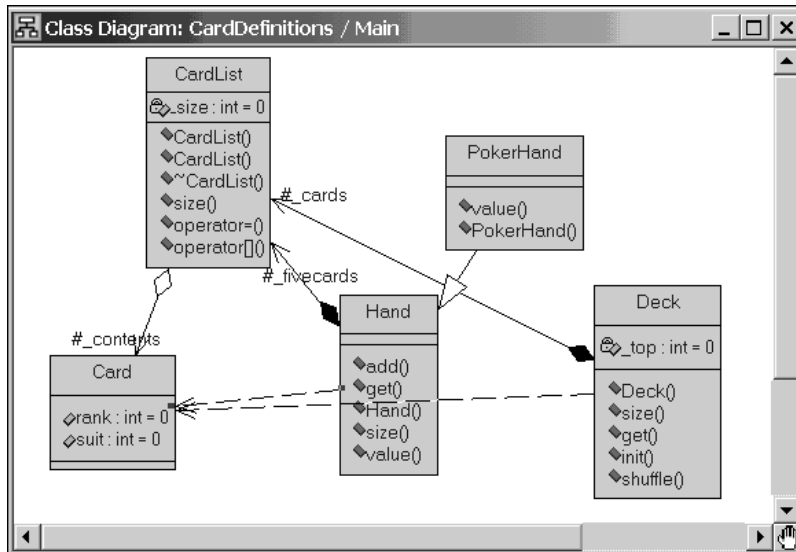 Class Diagram: CardDefinitions / Main
CardList
_size : int = 0
CardList()
CardList()
~CardList()
size()
operator=()
operator[]()
PokerHand
value()
PokerHand()
#_cards
#_fivecards
#_contents
Hand
add()
get()
Hand()
size()
value()
Deck
_top : int = 0
Deck()
size()
get()
init()
shuffle()
Card
rank : int = 0
suit : int = 0